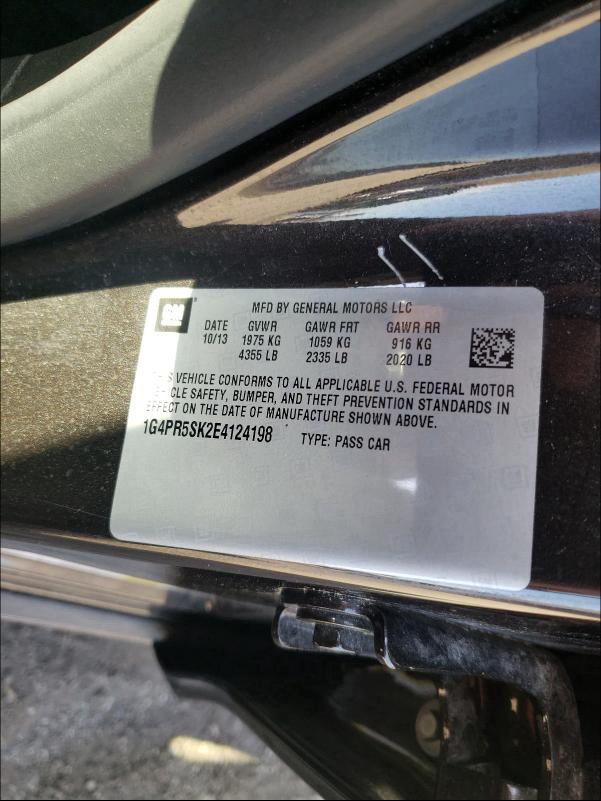 GM
MFD BY GENERAL MOTORS LLC
DATE GVWR GAWR FRT GAWR RR
10/13 1975 KG 1059 KG 916 KG
4355 LB 2335 LB 2020 LB
THIS VEHICLE CONFORMS TO ALL APPLICABLE U.S. FEDERAL MOTOR
VEHICLE SAFETY, BUMPER, AND THEFT PREVENTION STANDARDS IN
EFFECT ON THE DATE OF MANUFACTURE SHOWN ABOVE.
1G4PR5SK2E4124198 TYPE: PASS CAR